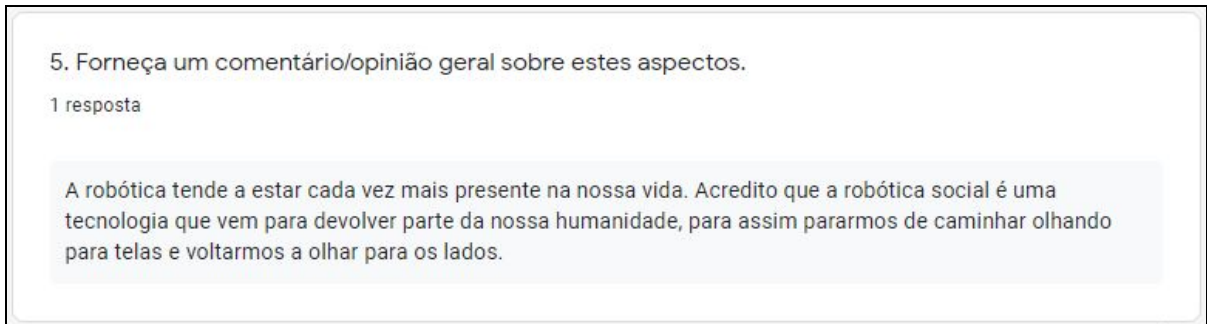 5. Forneça um comentário/opinião geral sobre estes aspectos.
1 resposta
A robótica tende a estar cada vez mais presente na nossa vida. Acredito que a robótica social é uma
tecnologia que vem para devolver parte da nossa humanidade, para assim pararmos de caminhar olhando
para telas e voltarmos a olhar para os lados.